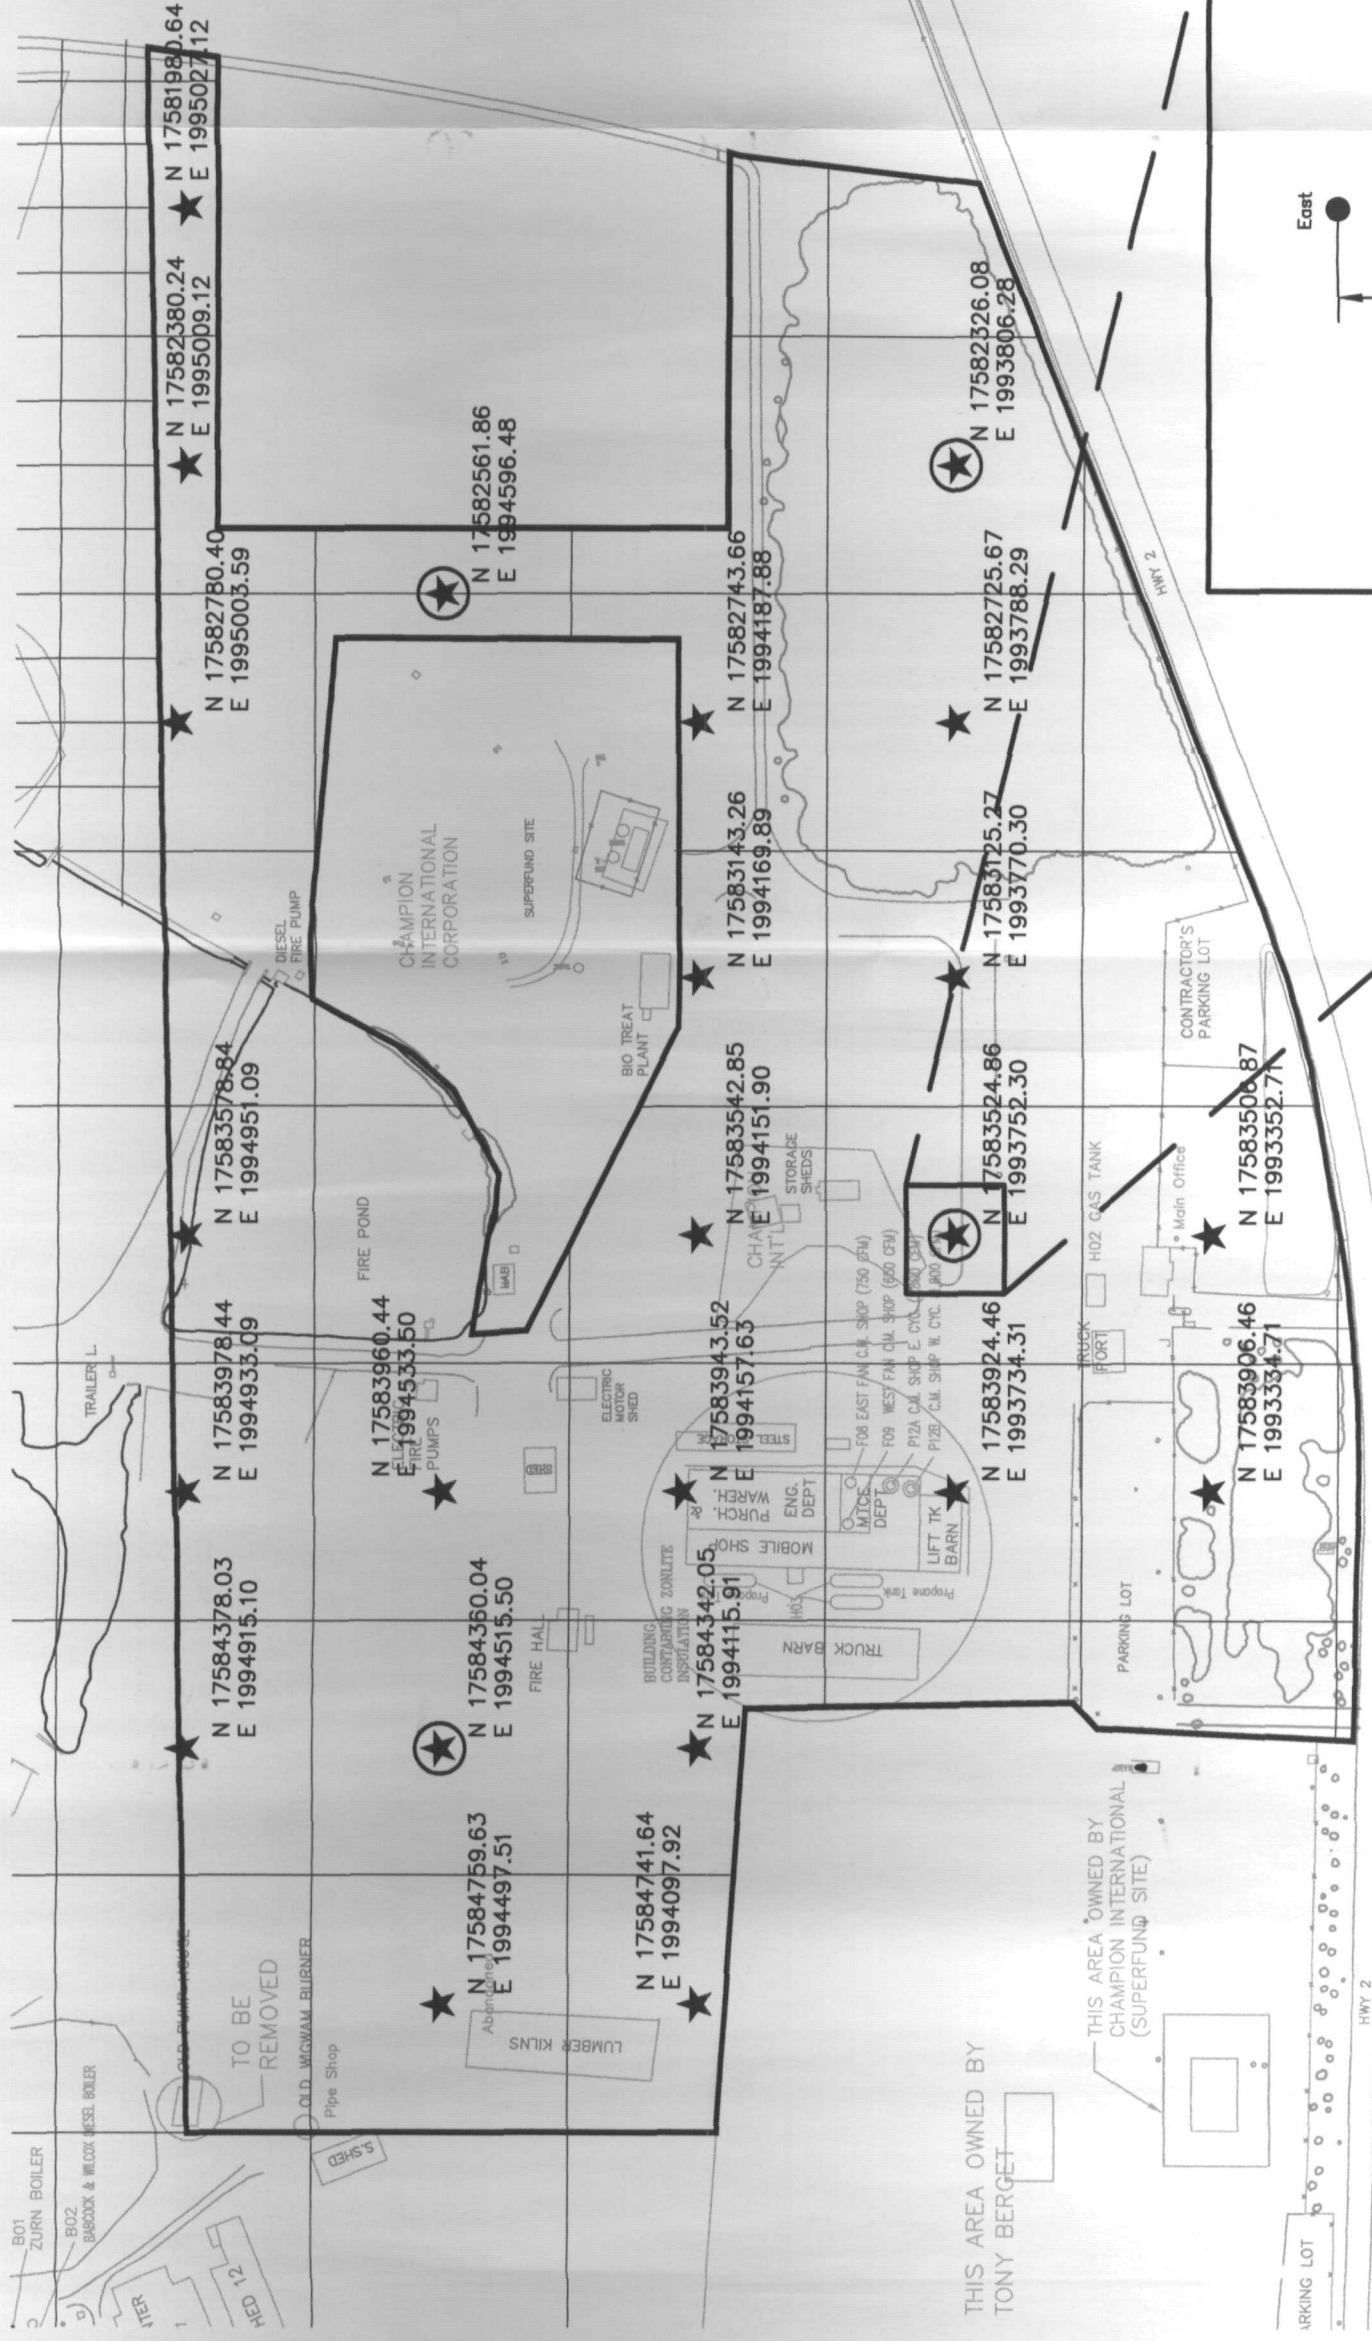 N 17581980.64
E 1995027.12
N 17582380.24
E 1995009.12
N 17582780.40
E 1995003.59
N 17583578.84
E 1994951.09
N 17583978.44
E 1994933.09
N 17584378.03
E 1994915.10
N 17582561.86
E 1994596.48
N 17583960.44
E 1994533.50
N 17584360.04
E 1994515.50
N 17584759.63
E 1994497.51
N 17582743.66
E 1994187.88
N 17583143.26
E 1994169.89
N 17583542.85
E 1994151.90
N 17583943.52
E 1994157.63
N 17584342.05
E 1994115.91
N 17584741.64
E 1994097.92
N 17582326.08
E 1993806.28
N 17582725.67
E 1993788.29
N 17583125.27
E 1993770.30
N 17583524.86
E 1993752.30
N 17583924.46
E 1993734.31
N 17583506.87
E 1993352.71
N 17583906.46
E 1993334.71
East
HWY 2
DIESEL
FIRE PUMP
CHAMPION
INTERNATIONAL
CORPORATION
SUPERFUND SITE
BIO TREAT
PLANT
FIRE POND
TRAILER L.
ELECTRIC
FIRE
PUMPS
ELECTRIC
MOTOR
SHED
FIRE HALL
STORAGE
SHEDS
CHAMPION
INT'L
STEEL STORAGE
F08 EAST FAN C.M. SHOP (750 CFM)
F09 WEST FAN C.M. SHOP (600 CFM)
P12A C.M. SHOP E. CYC.
P12B C.M. SHOP W. CYC.
PURCH. &
WAREH.
ENG.
DEPT
MTCE
DEPT
MOBILE SHOP
LIFT TK
BARN
Propane Tank
H03
TRUCK BARN
BUILDING
CONTAINING ZONLITE
INSULATION
CONTRACTOR'S
PARKING LOT
H02 GAS TANK
Main Office
TRUCK
PORT
PARKING LOT
OLD PUMP HOUSE
TO BE
REMOVED
OLD WIGWAM BURNER
Pipe Shop
S.SHED
Abandoned
LUMBER KILNS
B01
ZURN BOILER
B02
BABCOCK & WILCOX DIESEL BOILER
HED 12
THIS AREA OWNED BY
TONY BERGET
THIS AREA OWNED BY
CHAMPION INTERNATIONAL
(SUPERFUND SITE)
ARKING LOT
HWY 2